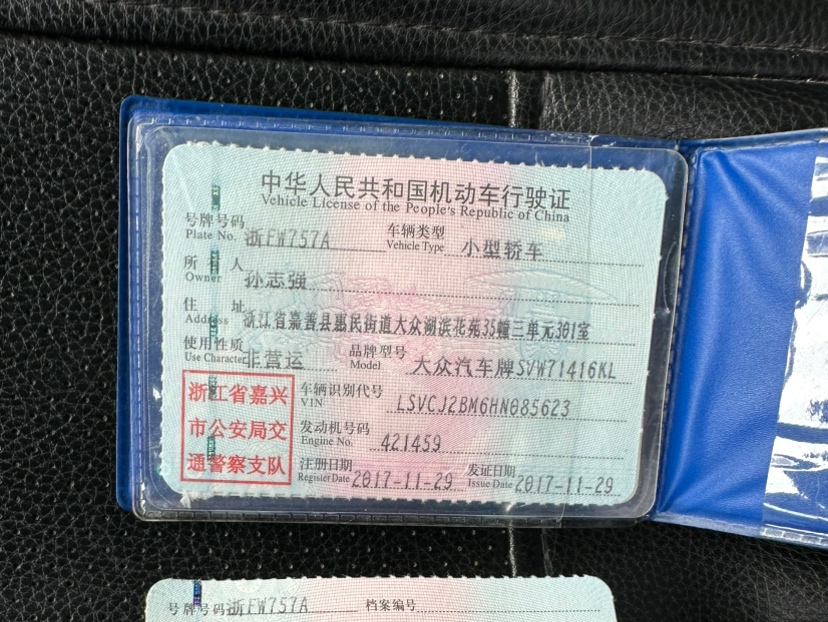 中华人民共和国机动车行驶证
Vehicle License of the People's Republic of China
号牌号码 浙FW757A 车辆类型 小型轿车
Plate No. Vehicle Type
所有人 孙志强
Owner
住址 浙江省嘉善县惠民街道大众湖滨花苑35幢三单元301室
Address
使用性质 非营运 品牌型号 大众汽车牌SVW71416KL
Use Character Model
浙江省嘉兴 车辆识别代号 LSVCJ2BM6HN085623
VIN
市公安局交 发动机号码 421459
Engine No.
通警察支队 注册日期 2017-11-29 发证日期 2017-11-29
Register Date Issue Date
号牌号码 浙FW757A 档案编号